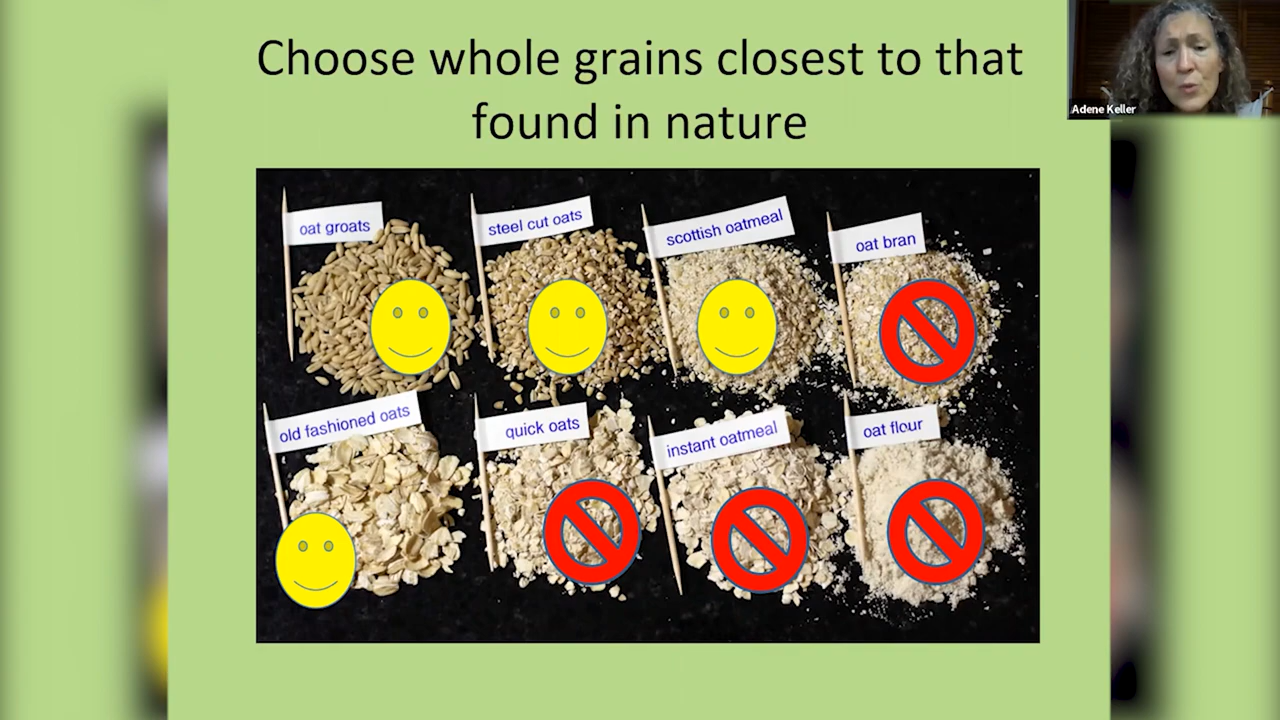 Choose whole grains closest to that
found in nature
Adene Keller
oat groats
steel cut oats
scottish oatmeal
oat bran
old fashioned oats
quick oats
instant oatmeal
oat flour